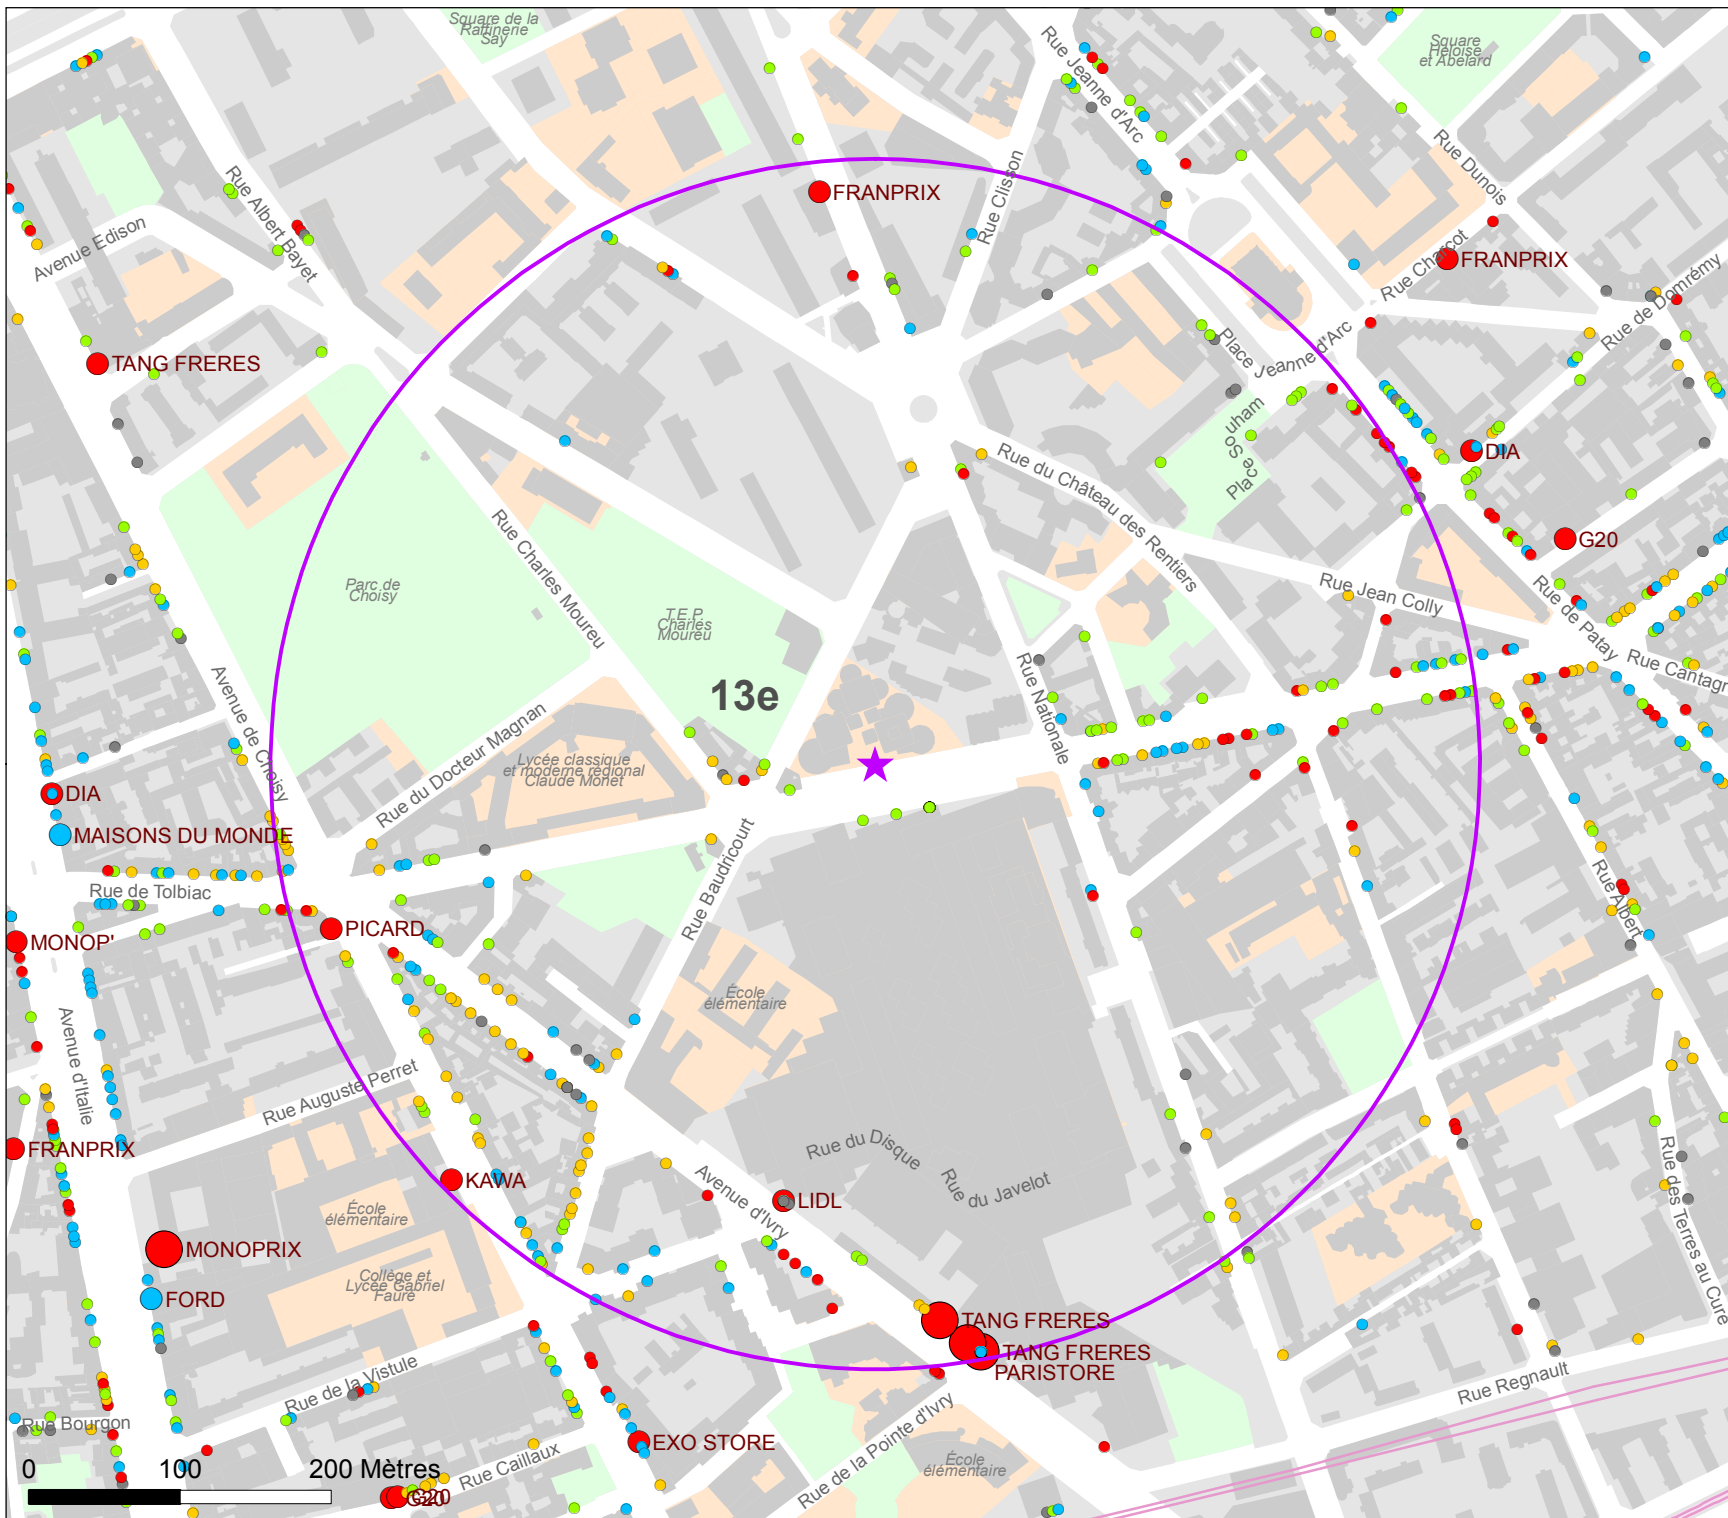 Square de la
Raffinerie
Say
Rue Jeanne d'Arc
Square
Héloïse
et Abélard
Rue Dunois
Rue Albert Bayet
Avenue Edison
FRANPRIX
Rue Clisson
Rue Charcot
FRANPRIX
Rue de Domrémy
TANG FRERES
Place Jeanne d'Arc
Place Souham
DIA
Rue du Château des Rentiers
G20
Rue Charles Moureu
Parc de
Choisy
T.E.P.
Charles
Moureu
Rue Jean Colly
Rue de Patay
Rue Cantagr
13e
Rue Nationale
Avenue de Choisy
Rue du Docteur Magnan
Lycée classique
et moderne régional
Claude Monet
DIA
MAISONS DU MONDE
Rue Baudricourt
Rue de Tolbiac
Rue Albert
MONOP'
PICARD
École
élémentaire
Avenue d'Italie
Rue Auguste Perret
FRANPRIX
Rue du Disque
Rue du Javelot
Avenue d'Ivry
KAWA
LIDL
Rue des Terres au Cure
École
élémentaire
MONOPRIX
Collège et
Lycée Gabriel
Fauré
FORD
TANG FRERES
TANG FRERES
PARISTORE
Rue de la Vistule
Rue Regnault
Rue Bourgon
EXO STORE
Rue de la Pointe d'Ivry
École
élémentaire
Rue Caillaux
0 100 200 Mètres
G20
G20